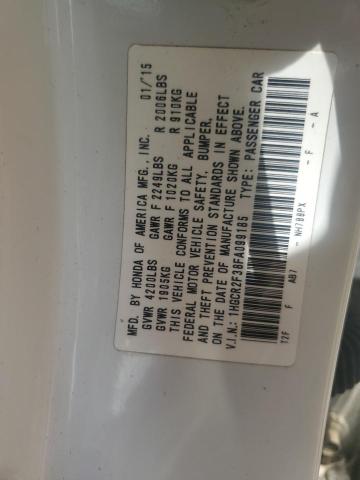 MFD. BY HONDA OF AMERICA MFG., INC. 01/15
GVWR 4200LBS GAWR F 2249LBS R 2006LBS
GVWR 1905KG GAWR F 1020KG R 910KG
THIS VEHICLE CONFORMS TO ALL APPLICABLE
FEDERAL MOTOR VEHICLE SAFETY, BUMPER,
AND THEFT PREVENTION STANDARDS IN EFFECT
ON THE DATE OF MANUFACTURE SHOWN ABOVE.
V.I.N.: 1HGCR2F38FA099185 TYPE: PASSENGER CAR
Y2F F AB7 - NH788PX - F - A